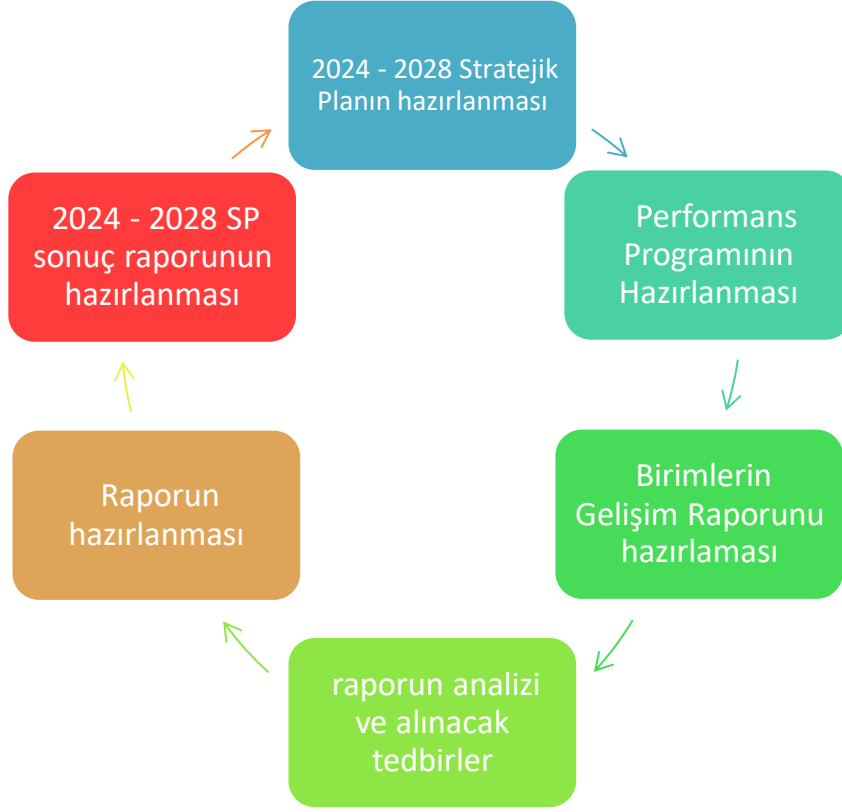 2024 - 2028 Stratejik
Planın hazırlanması
Performans
Programının
Hazırlanması
Birimlerin
Gelişim Raporunu
hazırlaması
raporun analizi
ve alınacak
tedbirler
Raporun
hazırlanması
2024 - 2028 SP
sonuç raporunun
hazırlanması